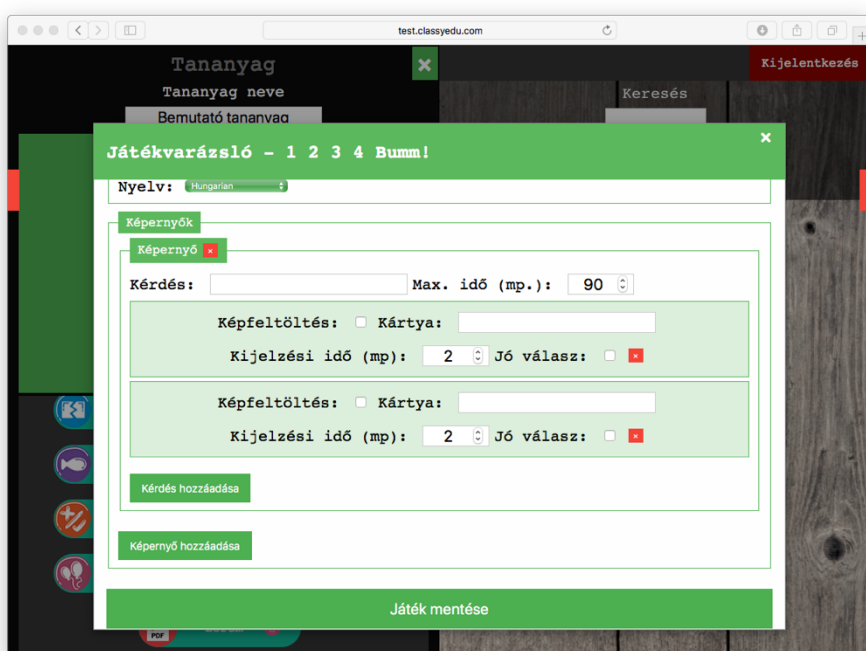 test.classyedu.com
Tananyag
Kijelentkezés
Tananyag neve
Keresés
Bemutató tananyag
Játékvarázsló - 1 2 3 4 Bumm!
Nyelv: Hungarian
Képernyők
Képernyő
Kérdés: Max. idő (mp.): 90
Képfeltöltés: Kártya:
Kijelzési idő (mp): 2 Jó válasz:
Képfeltöltés: Kártya:
Kijelzési idő (mp): 2 Jó válasz:
Kérdés hozzáadása
Képernyő hozzáadása
Játék mentése
PDF